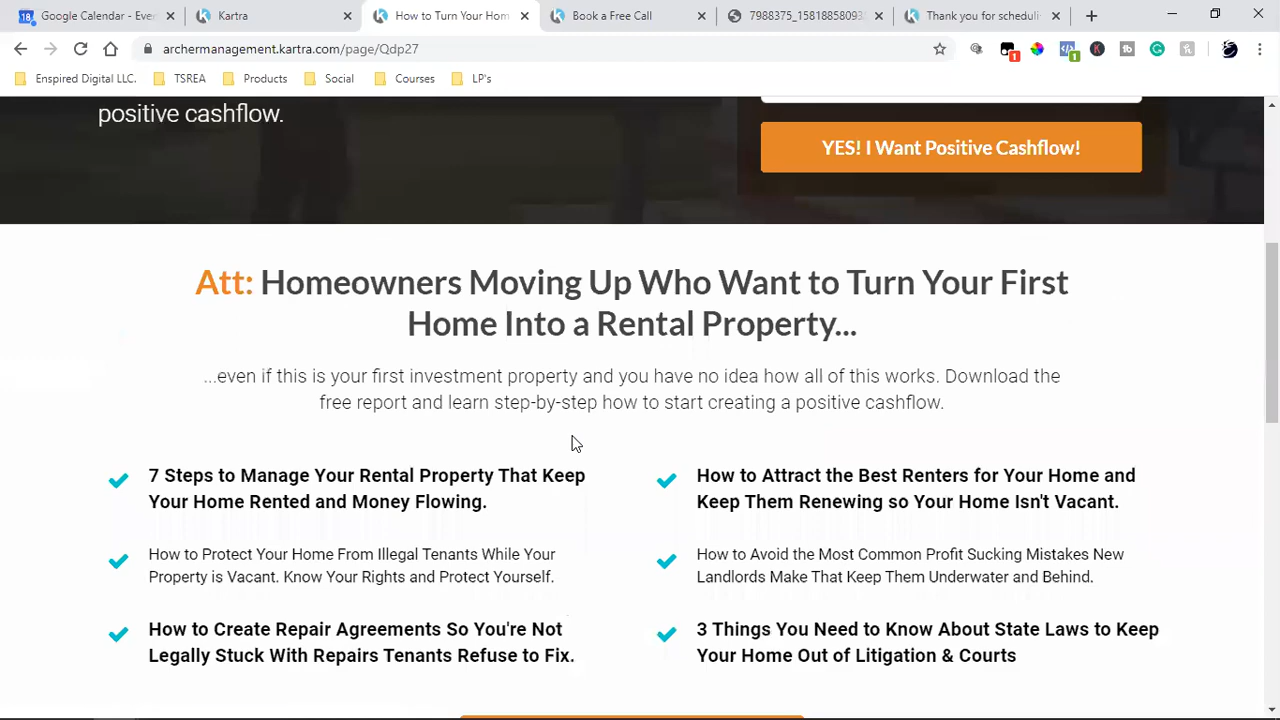 Google Calendar - Ever
Kartra
How to Turn Your Hom
Book a Free Call
7988375_15818858093
Thank you for scheduli
archermanagement.kartra.com/page/Qdp27
Enspired Digital LLC.
TSREA
Products
Social
Courses
LP's
positive cashflow.
YES! I Want Positive Cashflow!
Att: Homeowners Moving Up Who Want to Turn Your First
Home Into a Rental Property...
...even if this is your first investment property and you have no idea how all of this works. Download the
free report and learn step-by-step how to start creating a positive cashflow.
7 Steps to Manage Your Rental Property That Keep
Your Home Rented and Money Flowing.
How to Attract the Best Renters for Your Home and
Keep Them Renewing so Your Home Isn't Vacant.
How to Protect Your Home From Illegal Tenants While Your
Property is Vacant. Know Your Rights and Protect Yourself.
How to Avoid the Most Common Profit Sucking Mistakes New
Landlords Make That Keep Them Underwater and Behind.
How to Create Repair Agreements So You're Not
Legally Stuck With Repairs Tenants Refuse to Fix.
3 Things You Need to Know About State Laws to Keep
Your Home Out of Litigation & Courts